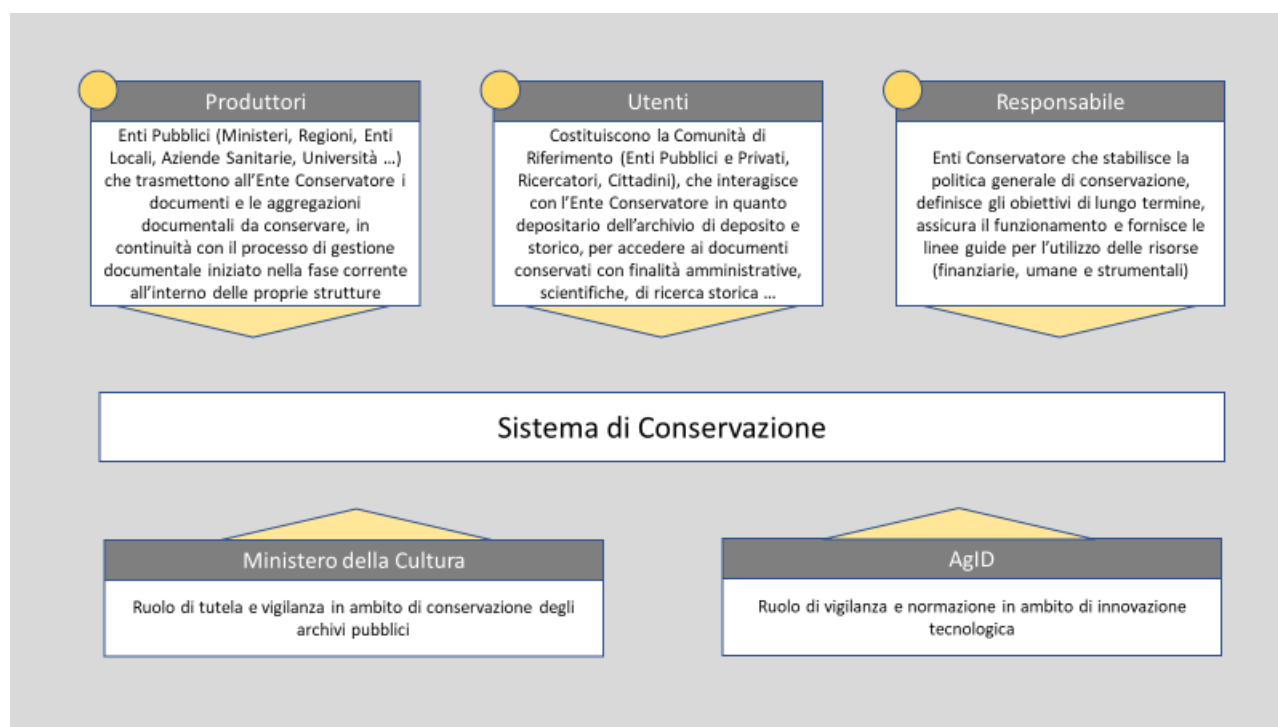 Produttori
Enti Pubblici (Ministeri, Regioni, Enti
Locali, Aziende Sanitarie, Università …)
che trasmettono all'Ente Conservatore i
documenti e le aggregazioni
documentali da conservare, in
continuità con il processo di gestione
documentale iniziato nella fase corrente
all'interno delle proprie strutture
Utenti
Costituiscono la Comunità di
Riferimento (Enti Pubblici e Privati,
Ricercatori, Cittadini), che interagisce
con l'Ente Conservatore in quanto
depositario dell'archivio di deposito e
storico, per accedere ai documenti
conservati con finalità amministrative,
scientifiche, di ricerca storica …
Responsabile
Enti Conservatore che stabilisce la
politica generale di conservazione,
definisce gli obiettivi di lungo termine,
assicura il funzionamento e fornisce le
linee guide per l'utilizzo delle risorse
(finanziarie, umane e strumentali)
Sistema di Conservazione
Ministero della Cultura
Ruolo di tutela e vigilanza in ambito di conservazione degli
archivi pubblici
AgID
Ruolo di vigilanza e normazione in ambito di innovazione
tecnologica